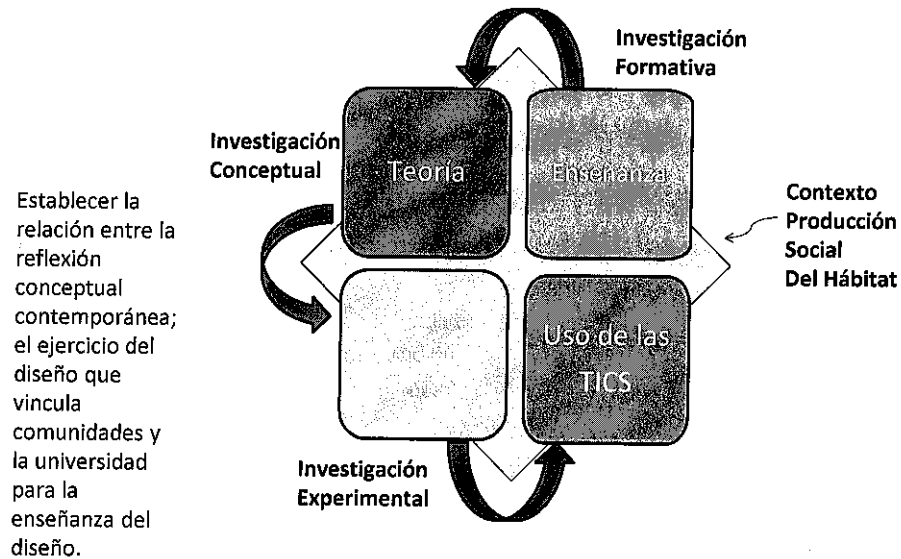 Investigación
Formativa
Investigación
Conceptual
Teoría
Enseñanza
Contexto
Producción
Social
Del Hábitat
Establecer la
relación entre la
reflexión
conceptual
contemporánea;
el ejercicio del
diseño que
vincula
comunidades y
la universidad
para la
enseñanza del
diseño.
Uso de las
TICS
Investigación
Experimental